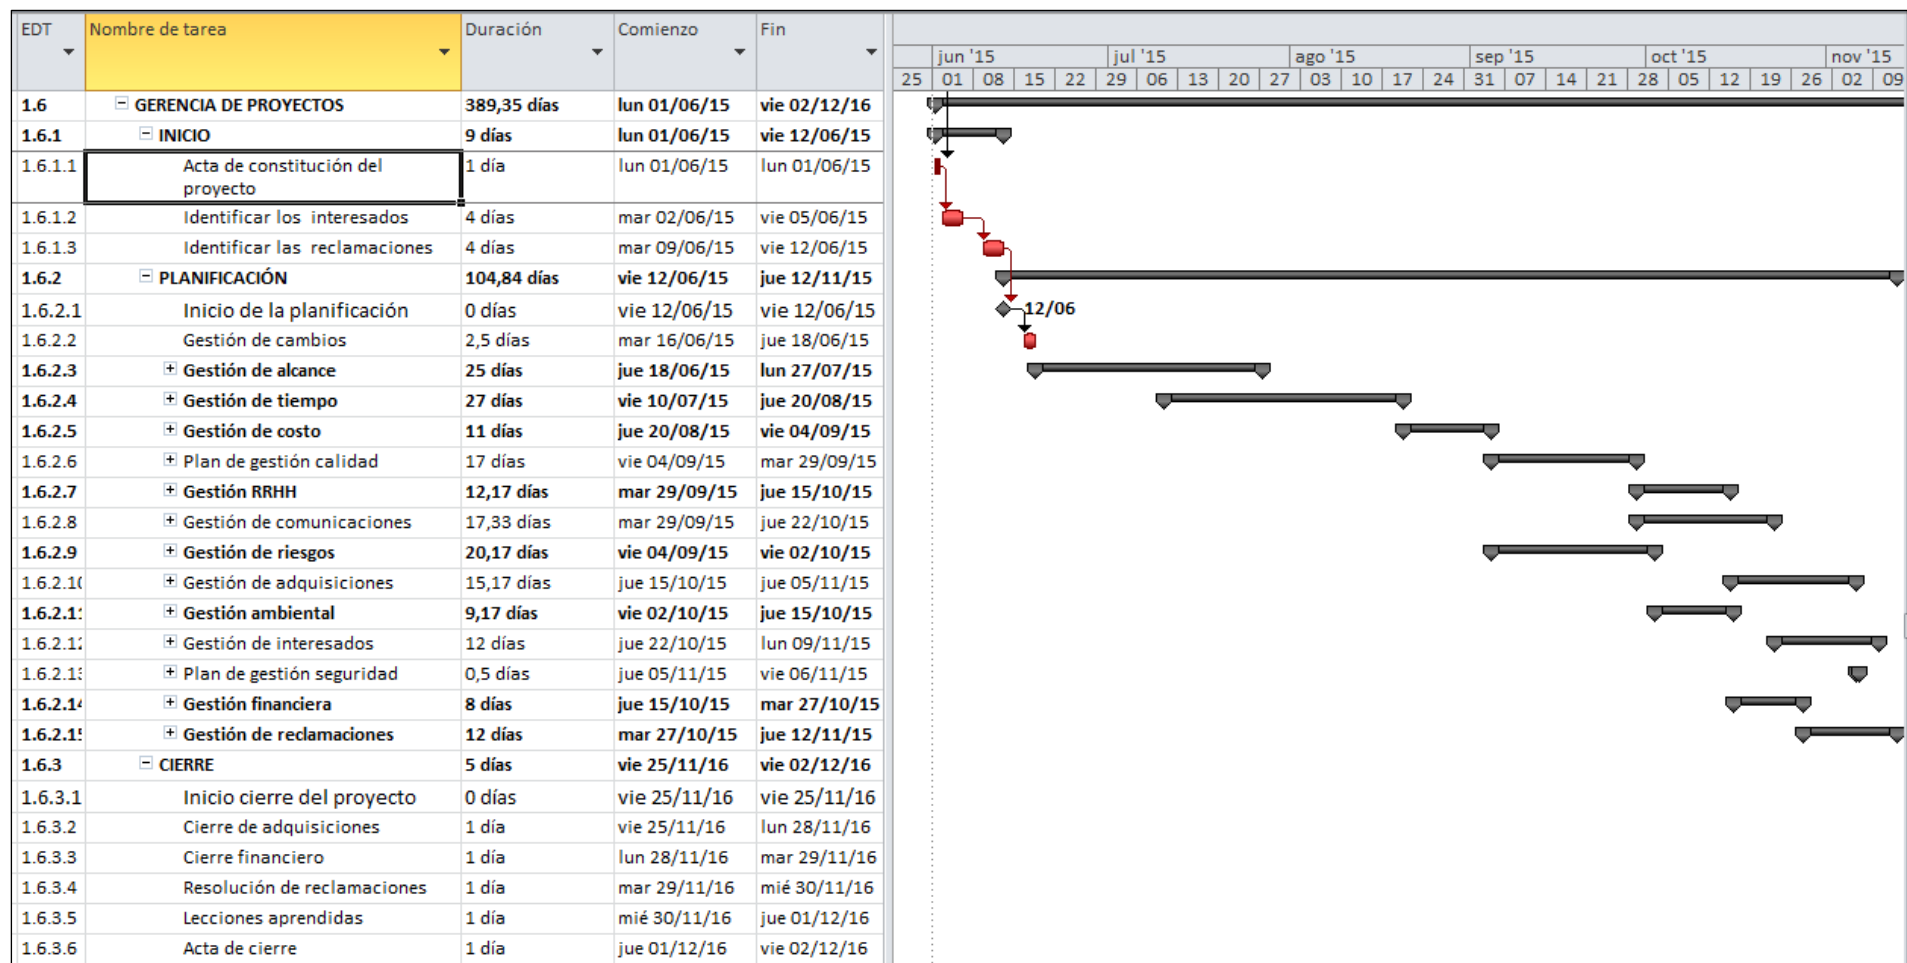 EDT Nombre de tarea Duración Comienzo Fin
jun '15 jul '15 ago '15 sep '15 oct '15 nov '15
25 01 08 15 22 29 06 13 20 27 03 10 17 24 31 07 14 21 28 05 12 19 26 02 09
1.6 GERENCIA DE PROYECTOS 389,35 días lun 01/06/15 vie 02/12/16
1.6.1 INICIO 9 días lun 01/06/15 vie 12/06/15
1.6.1.1 Acta de constitución del 1 día lun 01/06/15 lun 01/06/15
proyecto
1.6.1.2 Identificar los interesados 4 días mar 02/06/15 vie 05/06/15
1.6.1.3 Identificar las reclamaciones 4 días mar 09/06/15 vie 12/06/15
1.6.2 PLANIFICACIÓN 104,84 días vie 12/06/15 jue 12/11/15
1.6.2.1 Inicio de la planificación 0 días vie 12/06/15 vie 12/06/15 12/06
1.6.2.2 Gestión de cambios 2,5 días mar 16/06/15 jue 18/06/15
1.6.2.3 Gestión de alcance 25 días jue 18/06/15 lun 27/07/15
1.6.2.4 Gestión de tiempo 27 días vie 10/07/15 jue 20/08/15
1.6.2.5 Gestión de costo 11 días jue 20/08/15 vie 04/09/15
1.6.2.6 Plan de gestión calidad 17 días vie 04/09/15 mar 29/09/15
1.6.2.7 Gestión RRHH 12,17 días mar 29/09/15 jue 15/10/15
1.6.2.8 Gestión de comunicaciones 17,33 días mar 29/09/15 jue 22/10/15
1.6.2.9 Gestión de riesgos 20,17 días vie 04/09/15 vie 02/10/15
1.6.2.10 Gestión de adquisiciones 15,17 días jue 15/10/15 jue 05/11/15
1.6.2.11 Gestión ambiental 9,17 días vie 02/10/15 jue 15/10/15
1.6.2.12 Gestión de interesados 12 días jue 22/10/15 lun 09/11/15
1.6.2.13 Plan de gestión seguridad 0,5 días jue 05/11/15 vie 06/11/15
1.6.2.14 Gestión financiera 8 días jue 15/10/15 mar 27/10/15
1.6.2.15 Gestión de reclamaciones 12 días mar 27/10/15 jue 12/11/15
1.6.3 CIERRE 5 días vie 25/11/16 vie 02/12/16
1.6.3.1 Inicio cierre del proyecto 0 días vie 25/11/16 vie 25/11/16
1.6.3.2 Cierre de adquisiciones 1 día vie 25/11/16 lun 28/11/16
1.6.3.3 Cierre financiero 1 día lun 28/11/16 mar 29/11/16
1.6.3.4 Resolución de reclamaciones 1 día mar 29/11/16 mié 30/11/16
1.6.3.5 Lecciones aprendidas 1 día mié 30/11/16 jue 01/12/16
1.6.3.6 Acta de cierre 1 día jue 01/12/16 vie 02/12/16